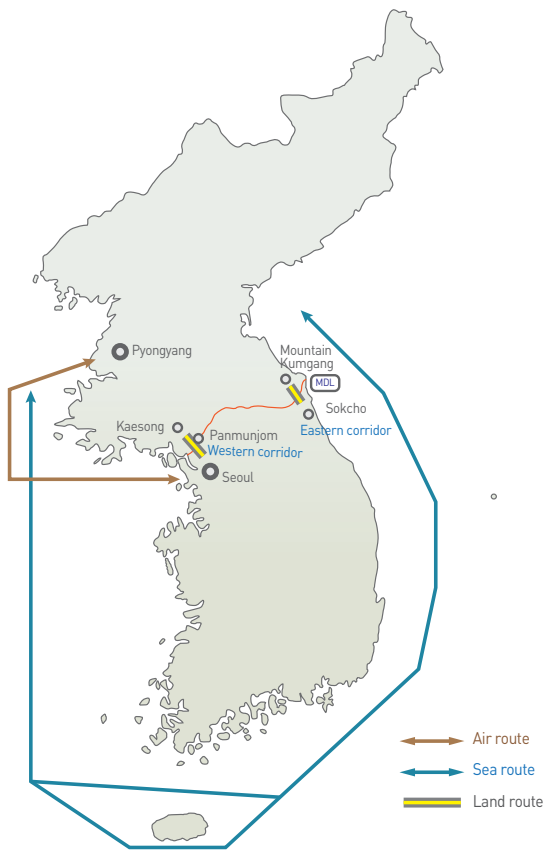 Pyongyang
Mountain
Kumgang
MDL
Sokcho
Eastern corridor
Kaesong
Panmunjom
Western corridor
Seoul
Air route
Sea route
Land route